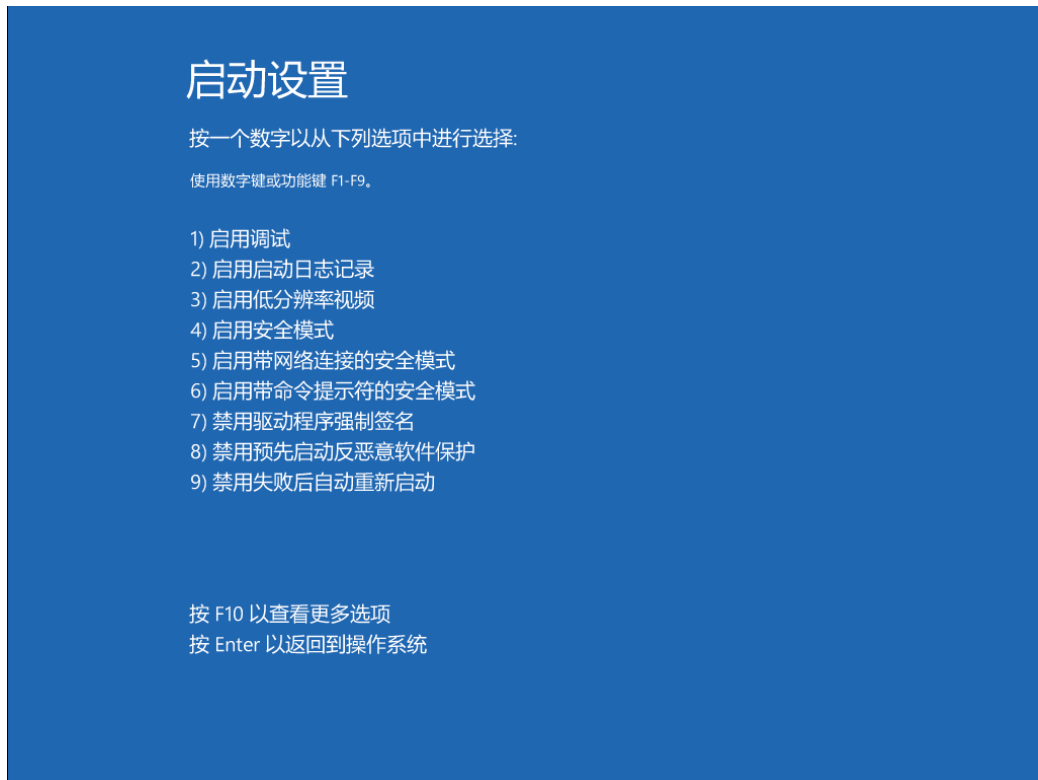 启动设置
按一个数字以从下列选项中进行选择:
使用数字键或功能键 F1-F9。
1) 启用调试
2) 启用启动日志记录
3) 启用低分辨率视频
4) 启用安全模式
5) 启用带网络连接的安全模式
6) 启用带命令提示符的安全模式
7) 禁用驱动程序强制签名
8) 禁用预先启动反恶意软件保护
9) 禁用失败后自动重新启动
按 F10 以查看更多选项
按 Enter 以返回到操作系统